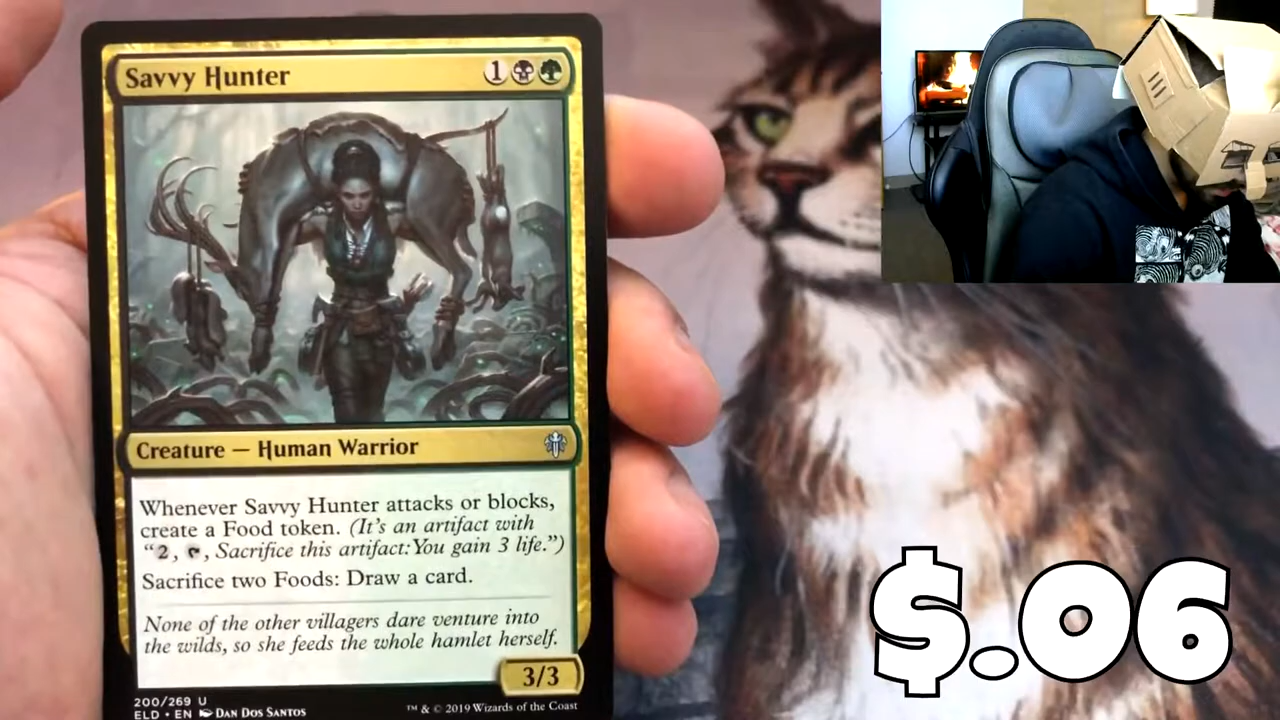 Savvy Hunter 1
Creature — Human Warrior
Whenever Savvy Hunter attacks or blocks,
create a Food token. (It's an artifact with
“2, , Sacrifice this artifact: You gain 3 life.”)
Sacrifice two Foods: Draw a card.
None of the other villagers dare venture into
the wilds, so she feeds the whole hamlet herself.
3/3
200/269 U
ELD • EN DAN DOS SANTOS
™ & © 2019 Wizards of the Coast
$.06